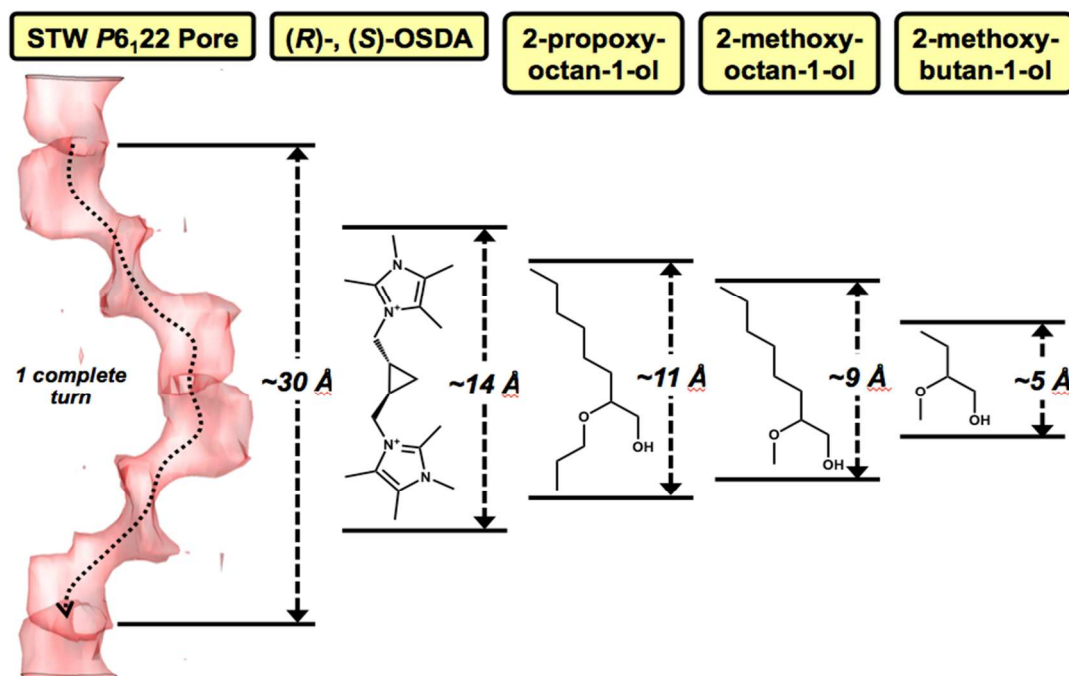 STW P6₁22 Pore
(R)-, (S)-OSDA
2-propoxy-
octan-1-ol
2-methoxy-
octan-1-ol
2-methoxy-
butan-1-ol
1 complete
turn
~30 Å
N
N⁺
~14 Å
N⁺
N
O
OH
~11 Å
O
OH
~9 Å
O
OH
~5 Å